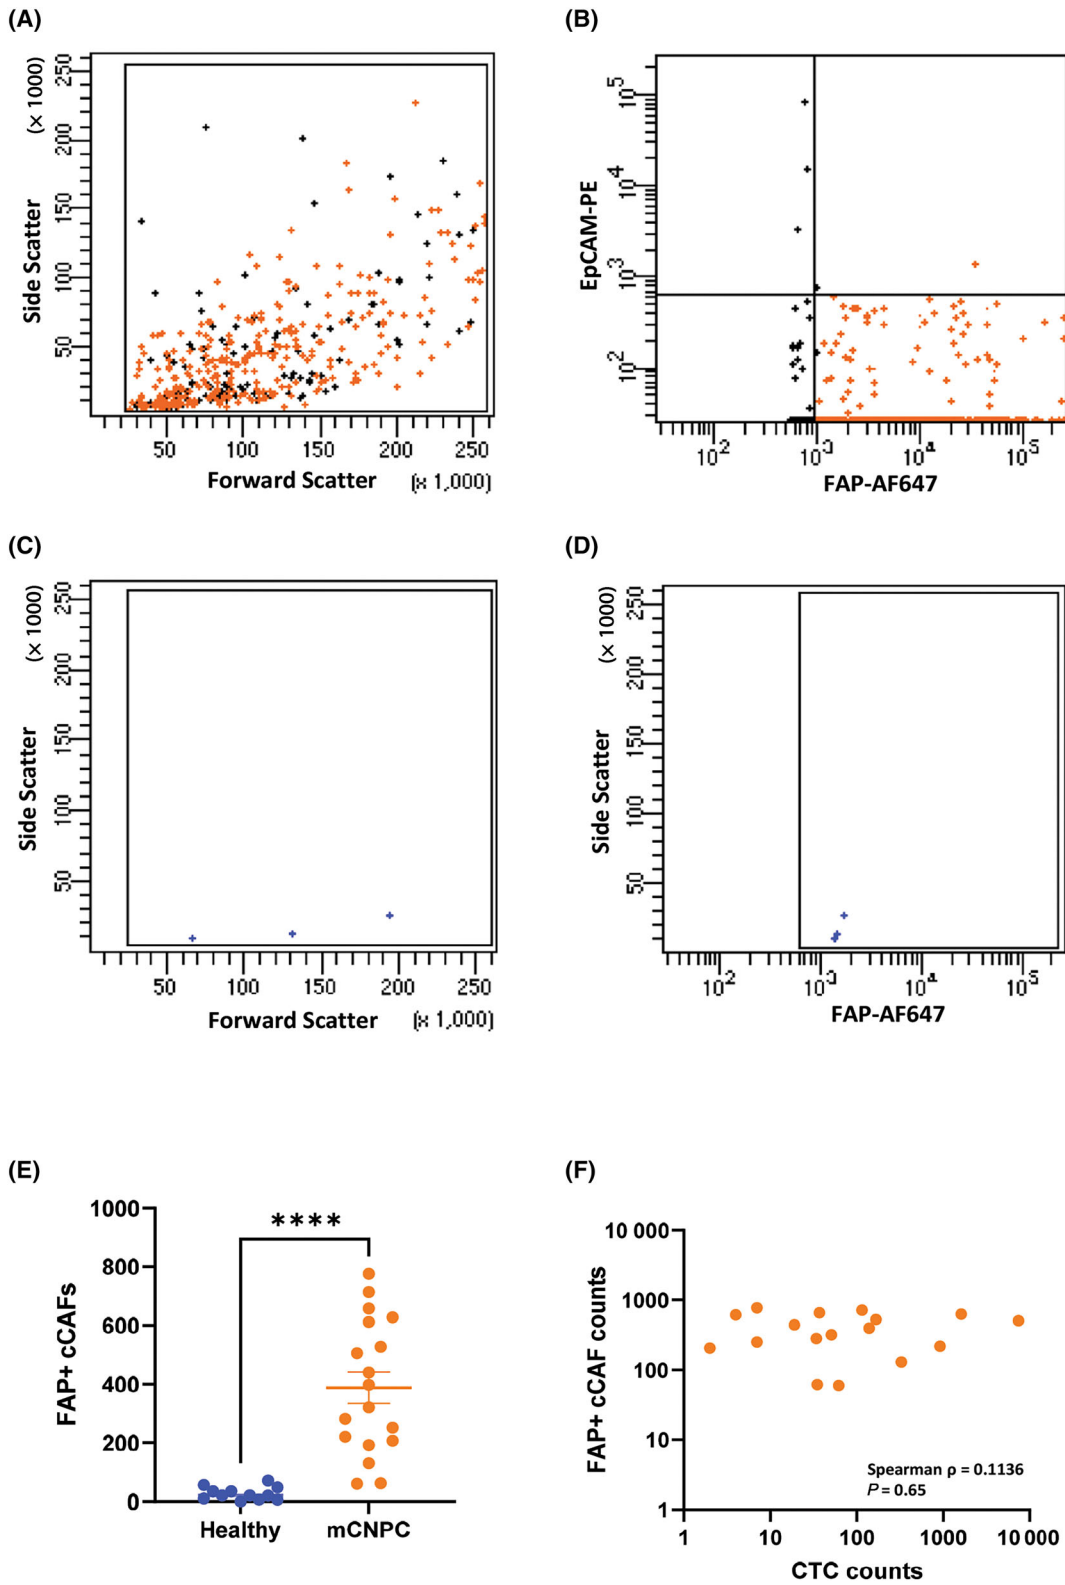 (A)
(B)
(× 1000)
Side Scatter
250
200
150
100
50
50 100 150 200 250
Forward Scatter (x 1,000)
EpCAM-PE
10^5
10^4
10^3
10^2
10^2 10^3 10^4 10^5
FAP-AF647
(C)
(D)
(× 1000)
Side Scatter
250
200
150
100
50
50 100 150 200 250
Forward Scatter (x 1,000)
(× 1000)
Side Scatter
250
200
150
100
50
10^2 10^3 10^4 10^5
FAP-AF647
(E)
(F)
FAP+ cCAFs
1000
800
600
400
200
0
****
Healthy mCNPC
FAP+ cCAF counts
10 000
1000
100
10
1
Spearman ρ = 0.1136
P = 0.65
1 10 100 1000 10 000
CTC counts